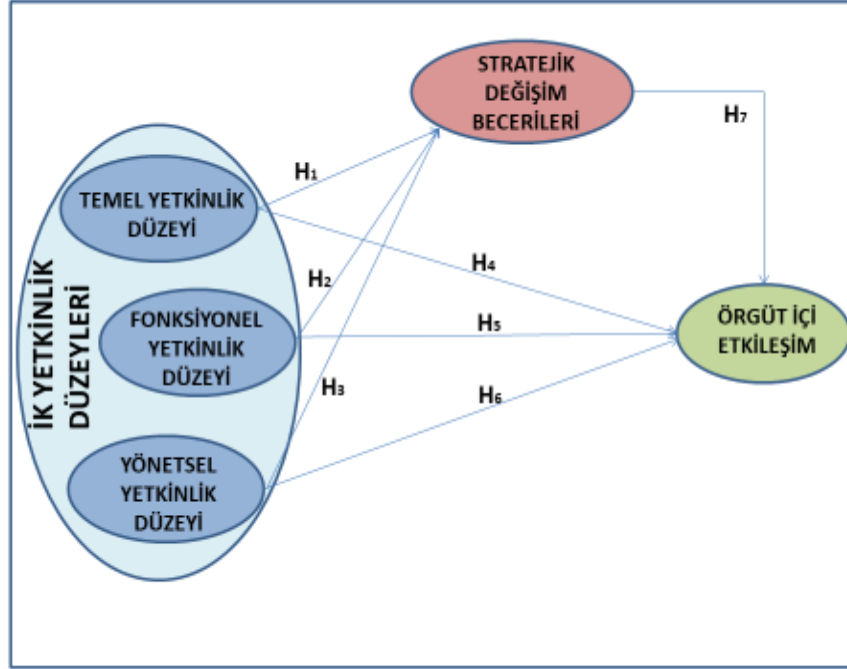 STRATEJİK
DEĞİŞİM
BECERİLERİ
H₇
H₁
TEMEL YETKİNLİK
DÜZEYİ
H₄
H₂
İK YETKİNLİK
DÜZEYLERİ
FONKSİYONEL
YETKİNLİK
DÜZEYİ
H₅
ÖRGÜT İÇİ
ETKİLEŞİM
H₃
H₆
YÖNETSEL
YETKİNLİK
DÜZEYİ